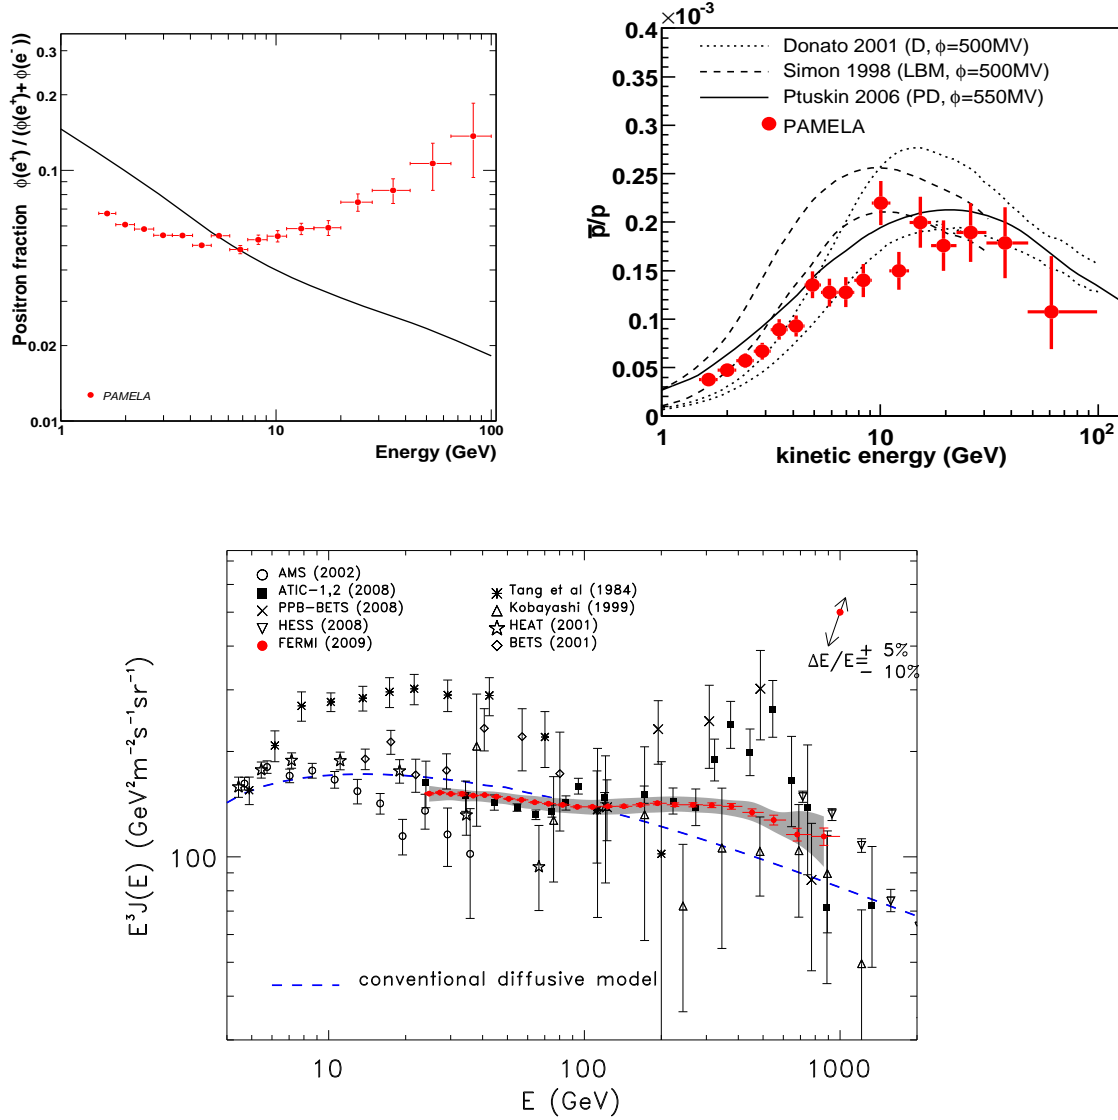 Positron fraction φ(e⁺) / (φ(e⁺)+ φ(e⁻))
0.3
0.2
0.1
0.02
0.01
PAMELA
1
10
100
Energy (GeV)
×10⁻³
p̅/p
0.4
0.35
0.3
0.25
0.2
0.15
0.1
0.05
0
Donato 2001 (D, φ=500MV)
Simon 1998 (LBM, φ=500MV)
Ptuskin 2006 (PD, φ=550MV)
PAMELA
1
10
10²
kinetic energy (GeV)
E³J(E) (GeV²m⁻²s⁻¹sr⁻¹)
100
AMS (2002)
ATIC-1,2 (2008)
PPB-BETS (2008)
HESS (2008)
FERMI (2009)
Tang et al (1984)
Kobayashi (1999)
HEAT (2001)
BETS (2001)
ΔE/E= + 5%
− 10%
conventional diffusive model
10
100
1000
E (GeV)